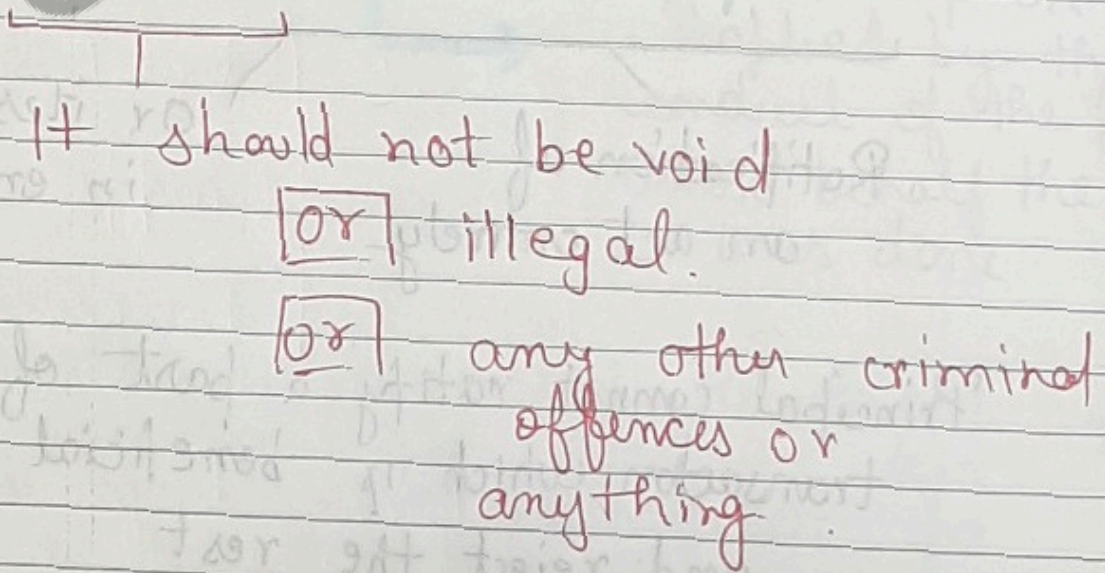 It should not be void
or illegal.
or any other criminal
offences or
anything.